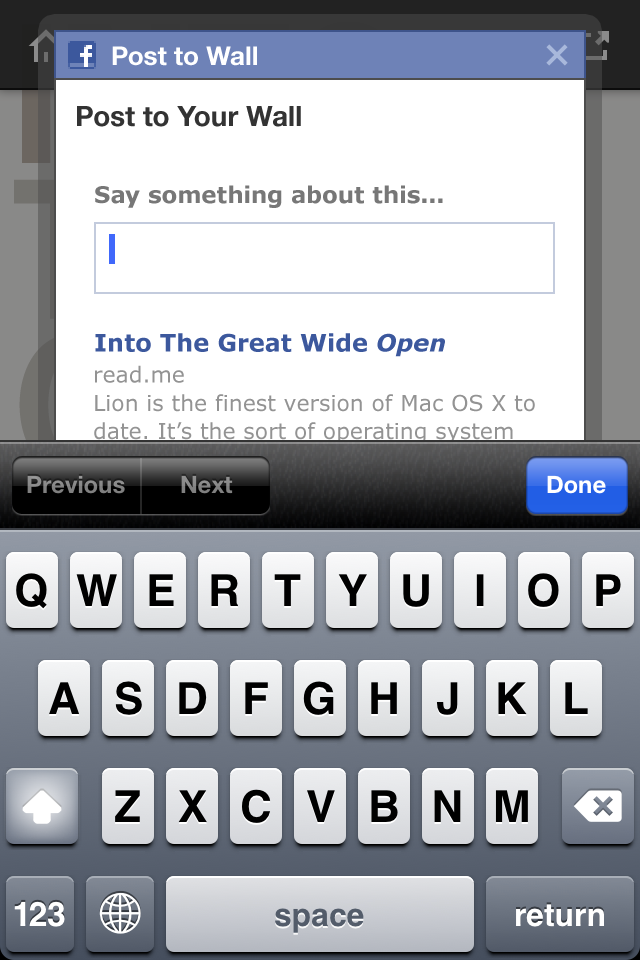 Post to Wall
Post to Your Wall
Say something about this...
Into The Great Wide Open
read.me
Lion is the finest version of Mac OS X to
date. It’s the sort of operating system
Previous Next Done
Q W E R T Y U I O P
A S D F G H J K L
Z X C V B N M
123 space return